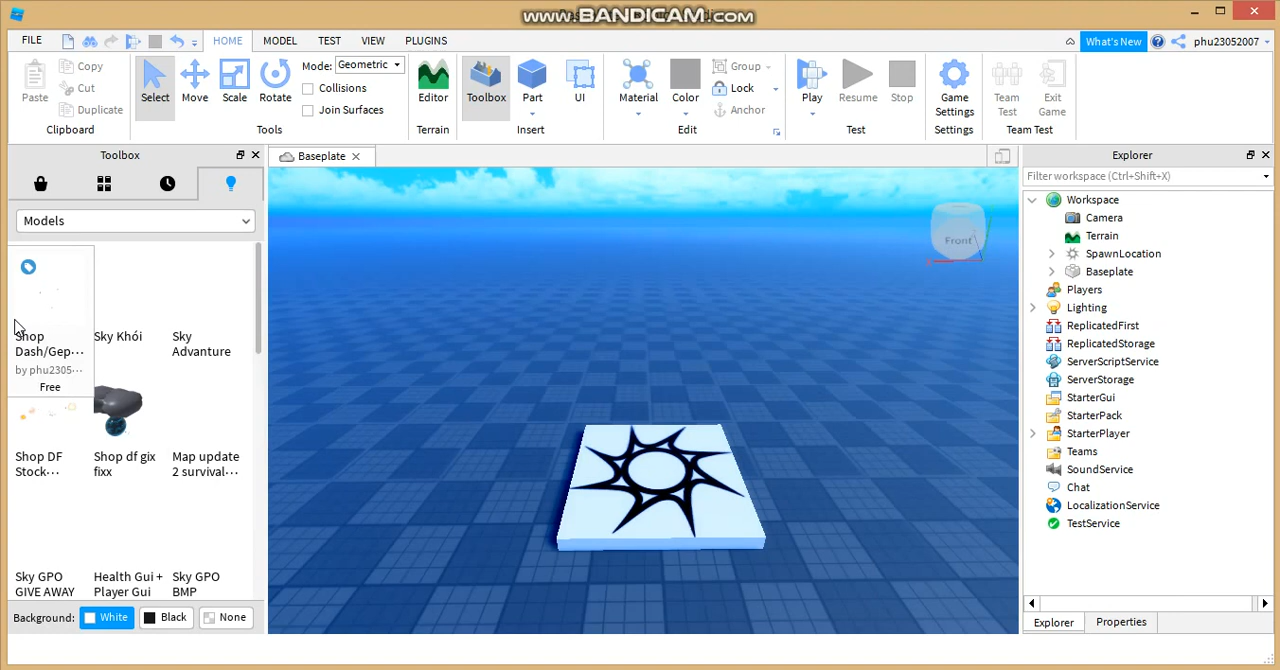 www.BANDICAM.com
FILE
HOME
MODEL
TEST
VIEW
PLUGINS
What's New
phu23052007
Paste
Copy
Cut
Duplicate
Clipboard
Select
Move
Scale
Rotate
Mode:
Geometric
Collisions
Join Surfaces
Tools
Editor
Terrain
Toolbox
Part
UI
Insert
Material
Color
Group
Lock
Anchor
Edit
Play
Resume
Stop
Test
Game
Settings
Settings
Team
Test
Exit
Game
Team Test
Toolbox
Models
Shop
Dash/Gep...
by phu2305...
Free
Sky Khói
Sky
Advanture
Shop DF
Stock...
Shop df gix
fixx
Map update
2 survival...
Sky GPO
GIVE AWAY
Health Gui +
Player Gui
Sky GPO
BMP
Background:
White
Black
None
Baseplate
Front
Explorer
Filter workspace (Ctrl+Shift+X)
Workspace
Camera
Terrain
SpawnLocation
Baseplate
Players
Lighting
ReplicatedFirst
ReplicatedStorage
ServerScriptService
ServerStorage
StarterGui
StarterPack
StarterPlayer
Teams
SoundService
Chat
LocalizationService
TestService
Explorer
Properties